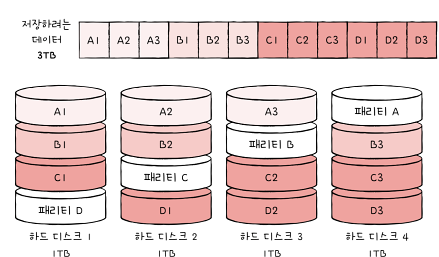 저장하려는
데이터
3TB
A1 A2 A3 B1 B2 B3 C1 C2 C3 D1 D2 D3
A1 A2 A3 패리티 A
B1 B2 패리티 B B3
C1 패리티 C C2 C3
패리티 D D1 D2 D3
하드 디스크 1 하드 디스크 2 하드 디스크 3 하드 디스크 4
1TB 1TB 1TB 1TB